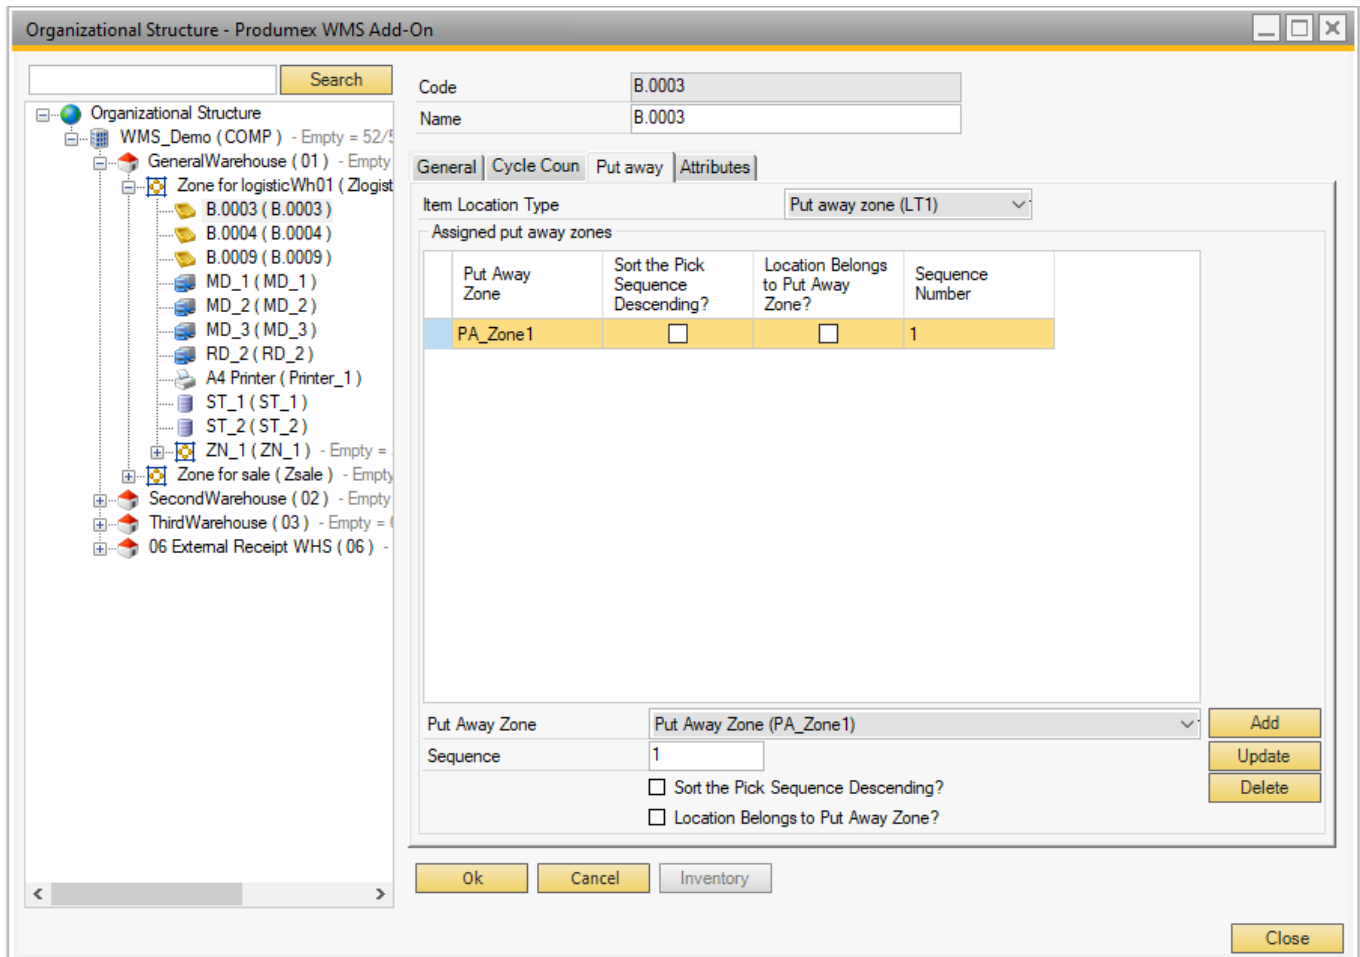 Organizational Structure - Produmex WMS Add-On
Search
Organizational Structure
WMS_Demo ( COMP ) - Empty = 52/5
GeneralWarehouse ( 01 ) - Empty
Zone for logisticWh01 ( Zlogist
B.0003 ( B.0003 )
B.0004 ( B.0004 )
B.0009 ( B.0009 )
MD_1 ( MD_1 )
MD_2 ( MD_2 )
MD_3 ( MD_3 )
RD_2 ( RD_2 )
A4 Printer ( Printer_1 )
ST_1 ( ST_1 )
ST_2 ( ST_2 )
ZN_1 ( ZN_1 ) - Empty =
Zone for sale ( Zsale ) - Empty
SecondWarehouse ( 02 ) - Empty
ThirdWarehouse ( 03 ) - Empty =
06 External Receipt WHS ( 06 ) -
Code B.0003
Name B.0003
General Cycle Coun Put away Attributes
Item Location Type Put away zone (LT1)
Assigned put away zones
Put Away Zone Sort the Pick Sequence Descending? Location Belongs to Put Away Zone? Sequence Number
PA_Zone1 1
Put Away Zone Put Away Zone (PA_Zone1) Add
Sequence 1 Update
Sort the Pick Sequence Descending? Delete
Location Belongs to Put Away Zone?
Ok Cancel Inventory
Close